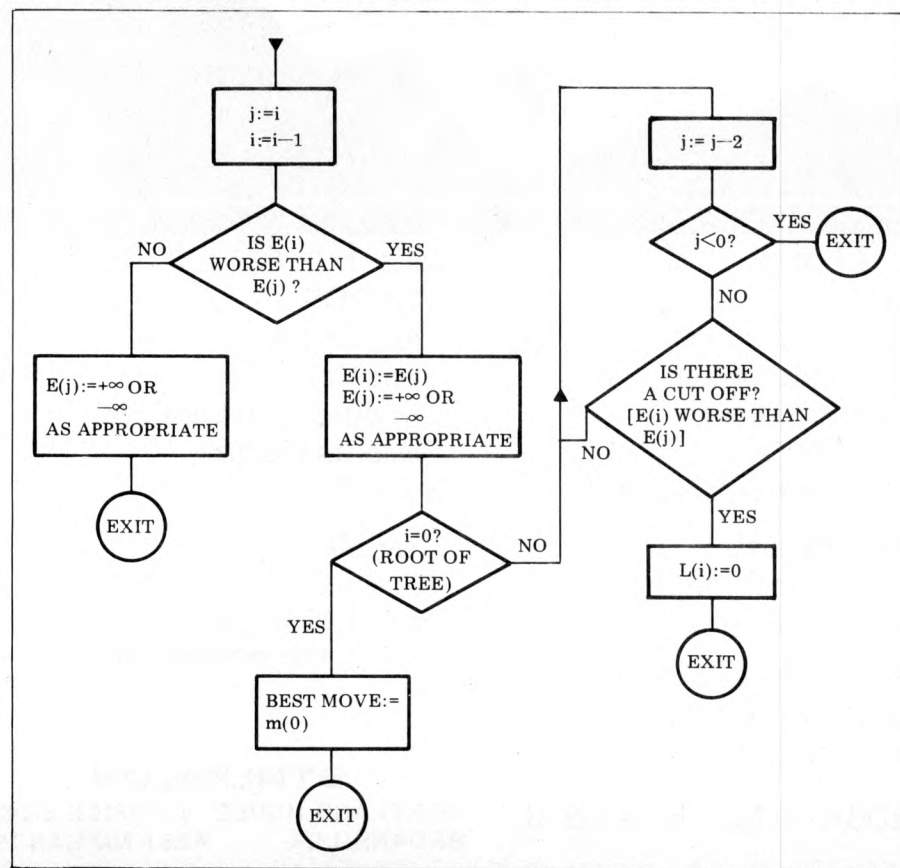 j:=i
i:=i—1
IS E(i)
WORSE THAN
E(j) ?
NO
YES
E(j):=+∞ OR
—∞
AS APPROPRIATE
EXIT
E(i):=E(j)
E(j):=+∞ OR
—∞
AS APPROPRIATE
i=0?
(ROOT OF
TREE)
NO
YES
BEST MOVE:=
m(0)
EXIT
j:= j—2
j<0?
YES
EXIT
NO
IS THERE
A CUT OFF?
[E(i) WORSE THAN
E(j)]
NO
YES
L(i):=0
EXIT